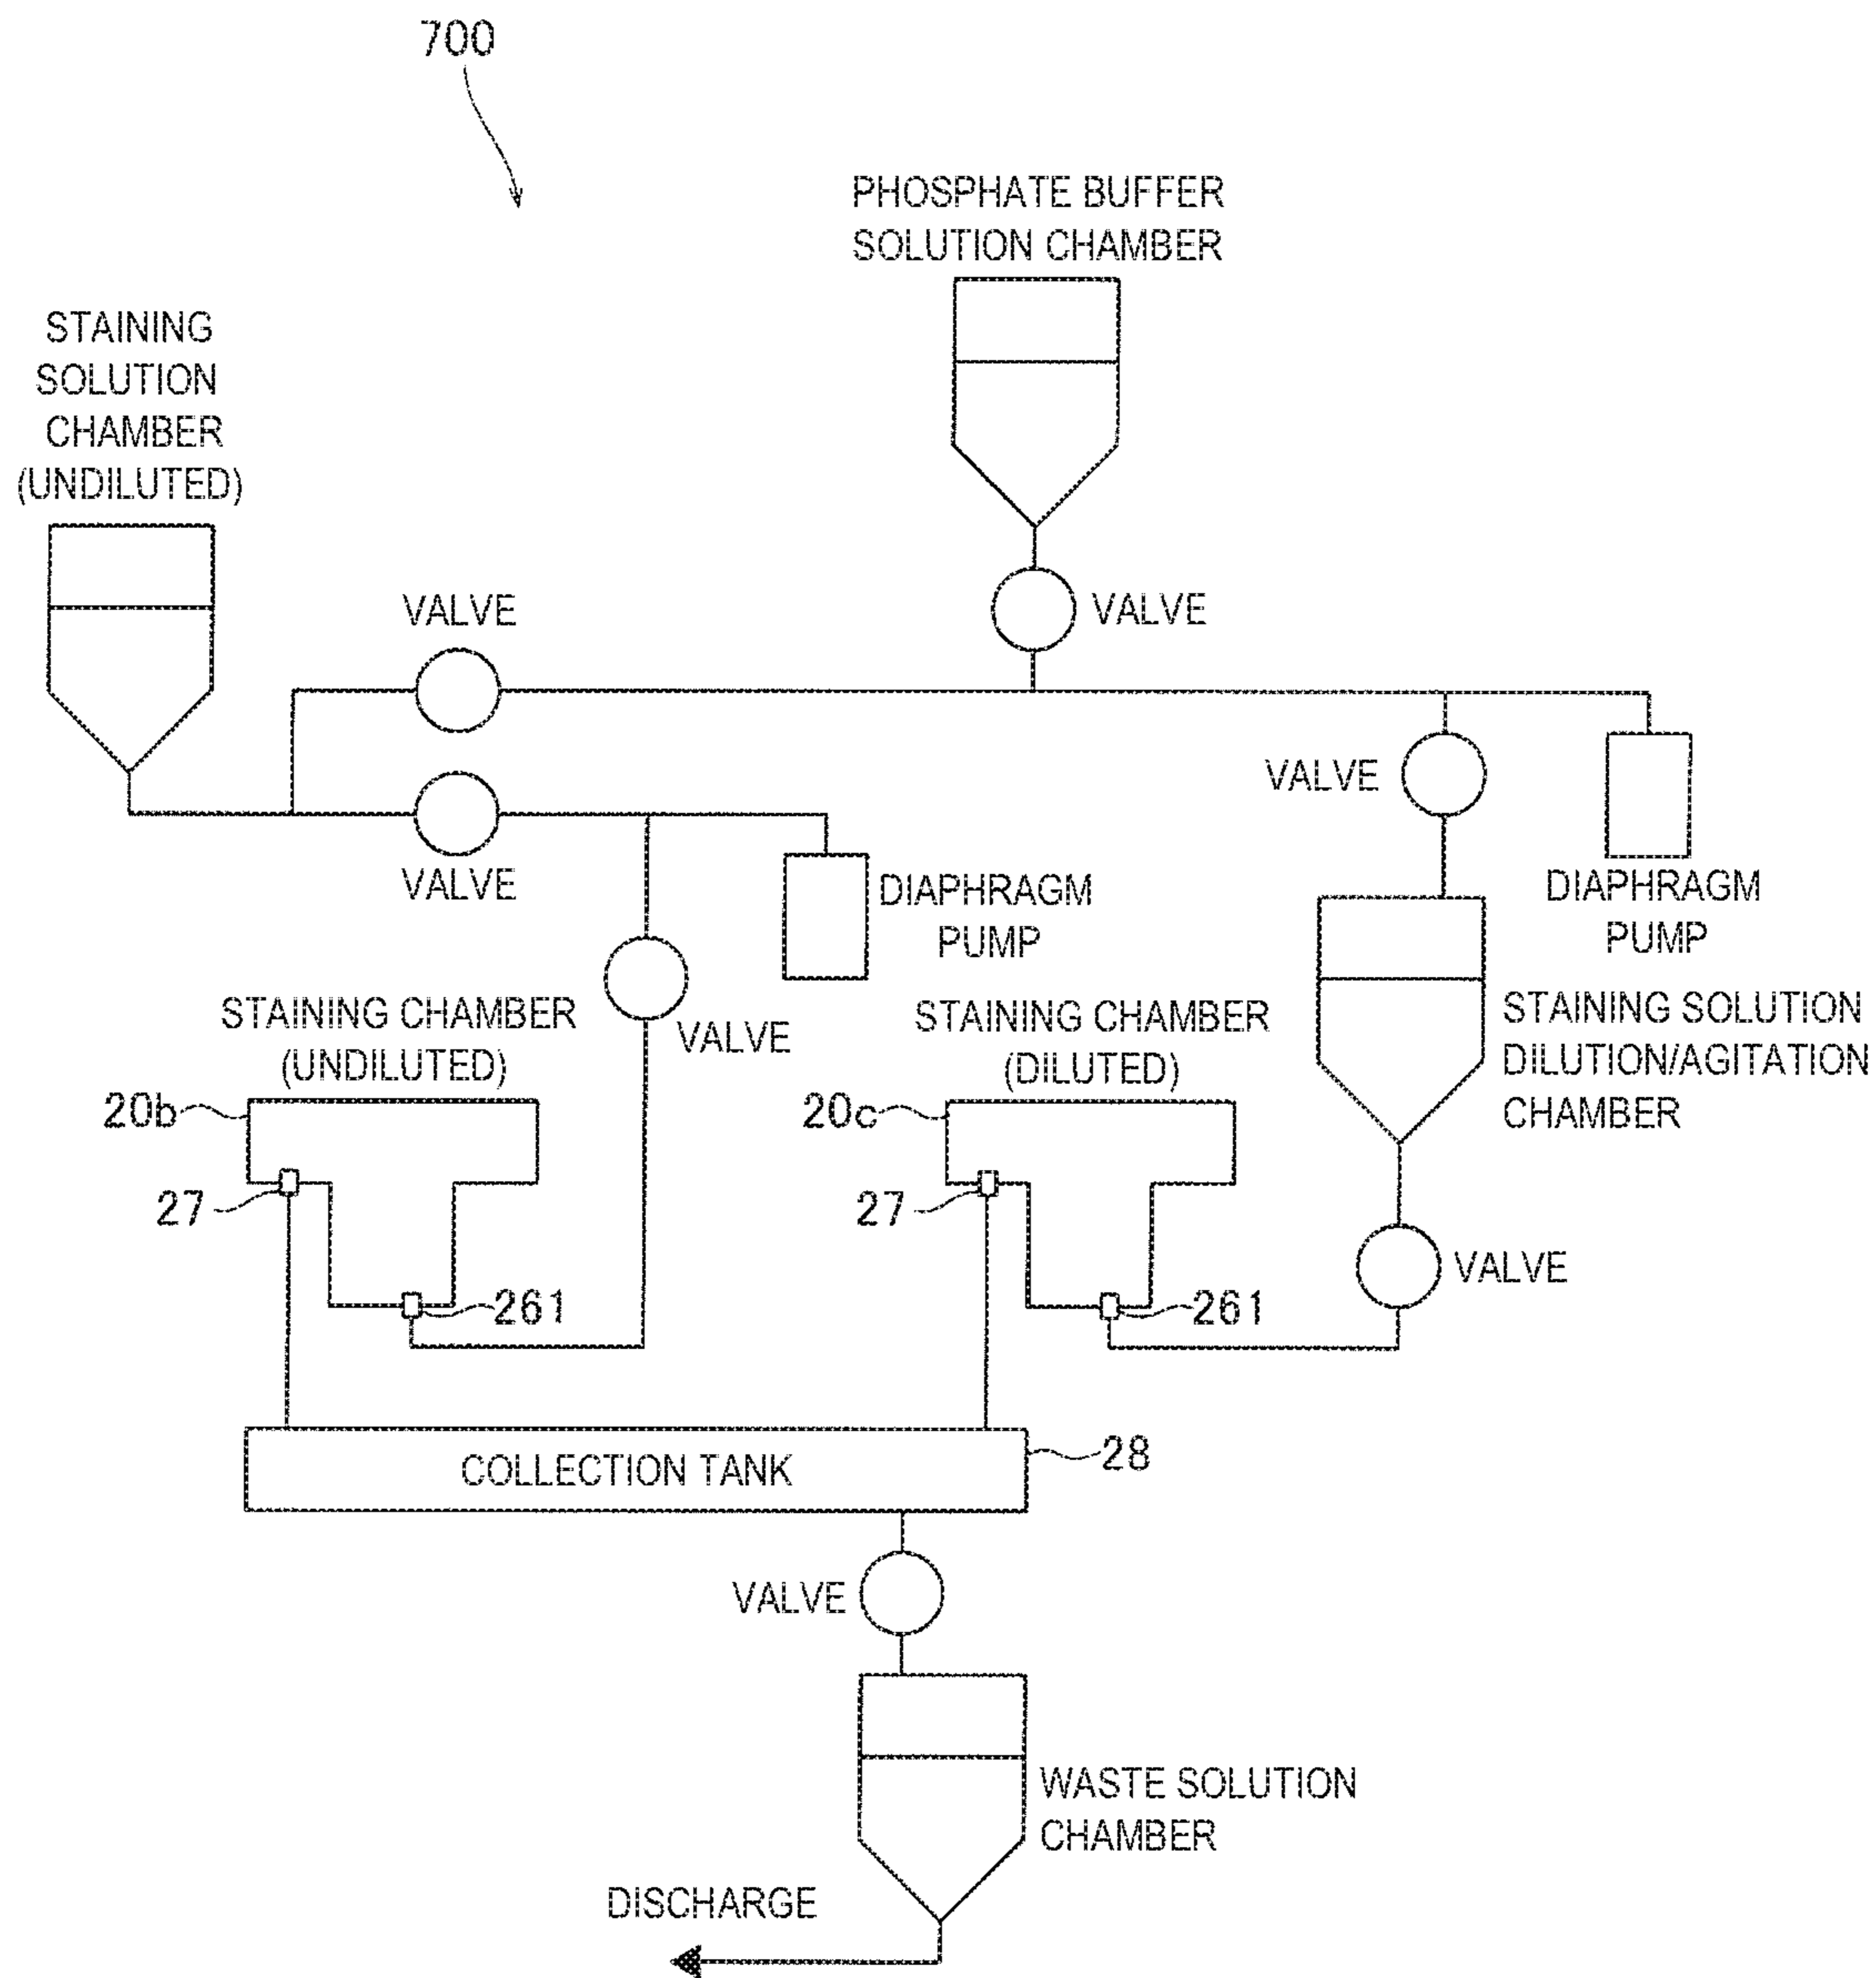 700
PHOSPHATE BUFFER
SOLUTION CHAMBER
STAINING
SOLUTION
CHAMBER
(UNDILUTED)
VALVE
VALVE
VALVE
VALVE
DIAPHRAGM
PUMP
DIAPHRAGM
PUMP
STAINING CHAMBER
(UNDILUTED)
VALVE
STAINING CHAMBER
(DILUTED)
STAINING SOLUTION
DILUTION/AGITATION
CHAMBER
20b
20c
27
27
261
261
VALVE
COLLECTION TANK
28
VALVE
WASTE SOLUTION
CHAMBER
DISCHARGE